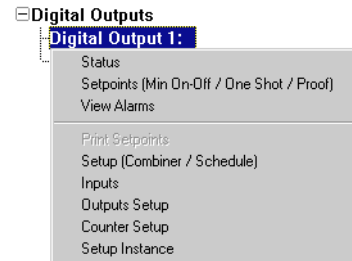 Digital Outputs
Digital Output 1:
Status
Setpoints (Min On-Off / One Shot / Proof)
View Alarms
Print Setpoints
Setup (Combiner / Schedule)
Inputs
Outputs Setup
Counter Setup
Setup Instance